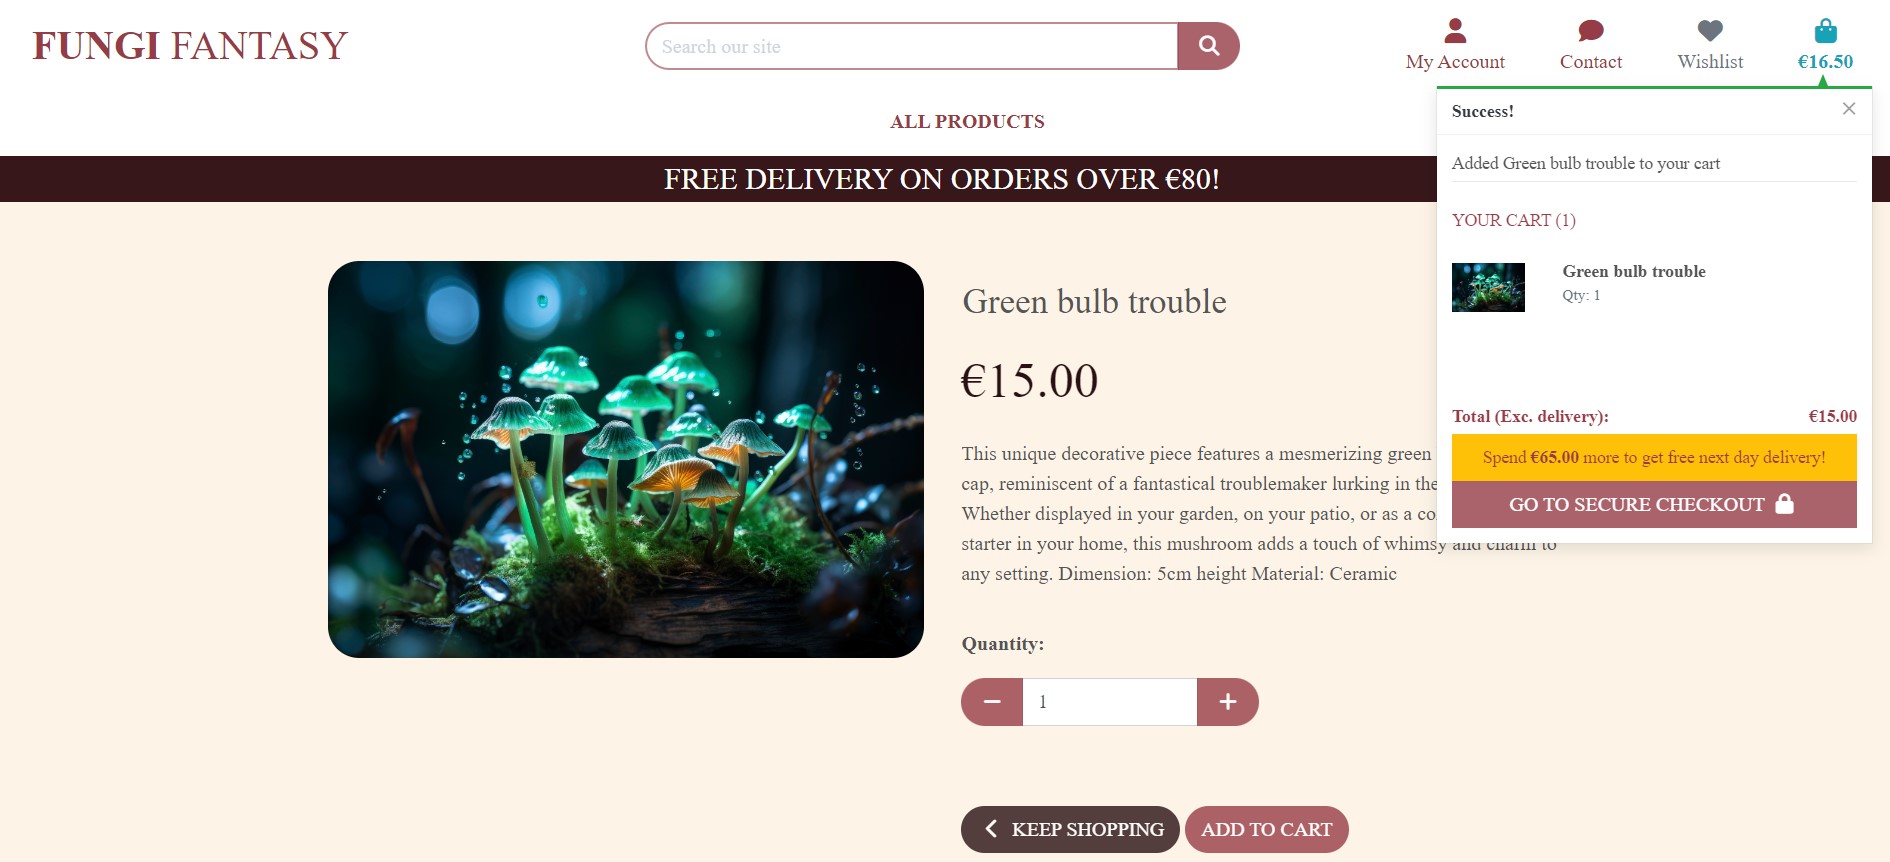 FUNGI FANTASY
Search our site
My Account
Contact
Wishlist
€16.50
ALL PRODUCTS
FREE DELIVERY ON ORDERS OVER €80!
Success!
Added Green bulb trouble to your cart
YOUR CART (1)
Green bulb trouble
Qty: 1
Total (Exc. delivery): €15.00
Spend €65.00 more to get free next day delivery!
GO TO SECURE CHECKOUT
Green bulb trouble
€15.00
This unique decorative piece features a mesmerizing green
cap, reminiscent of a fantastical troublemaker lurking in the
Whether displayed in your garden, on your patio, or as a
starter in your home, this mushroom adds a touch of whimsy and charm to
any setting. Dimension: 5cm height Material: Ceramic
Quantity:
1
KEEP SHOPPING
ADD TO CART